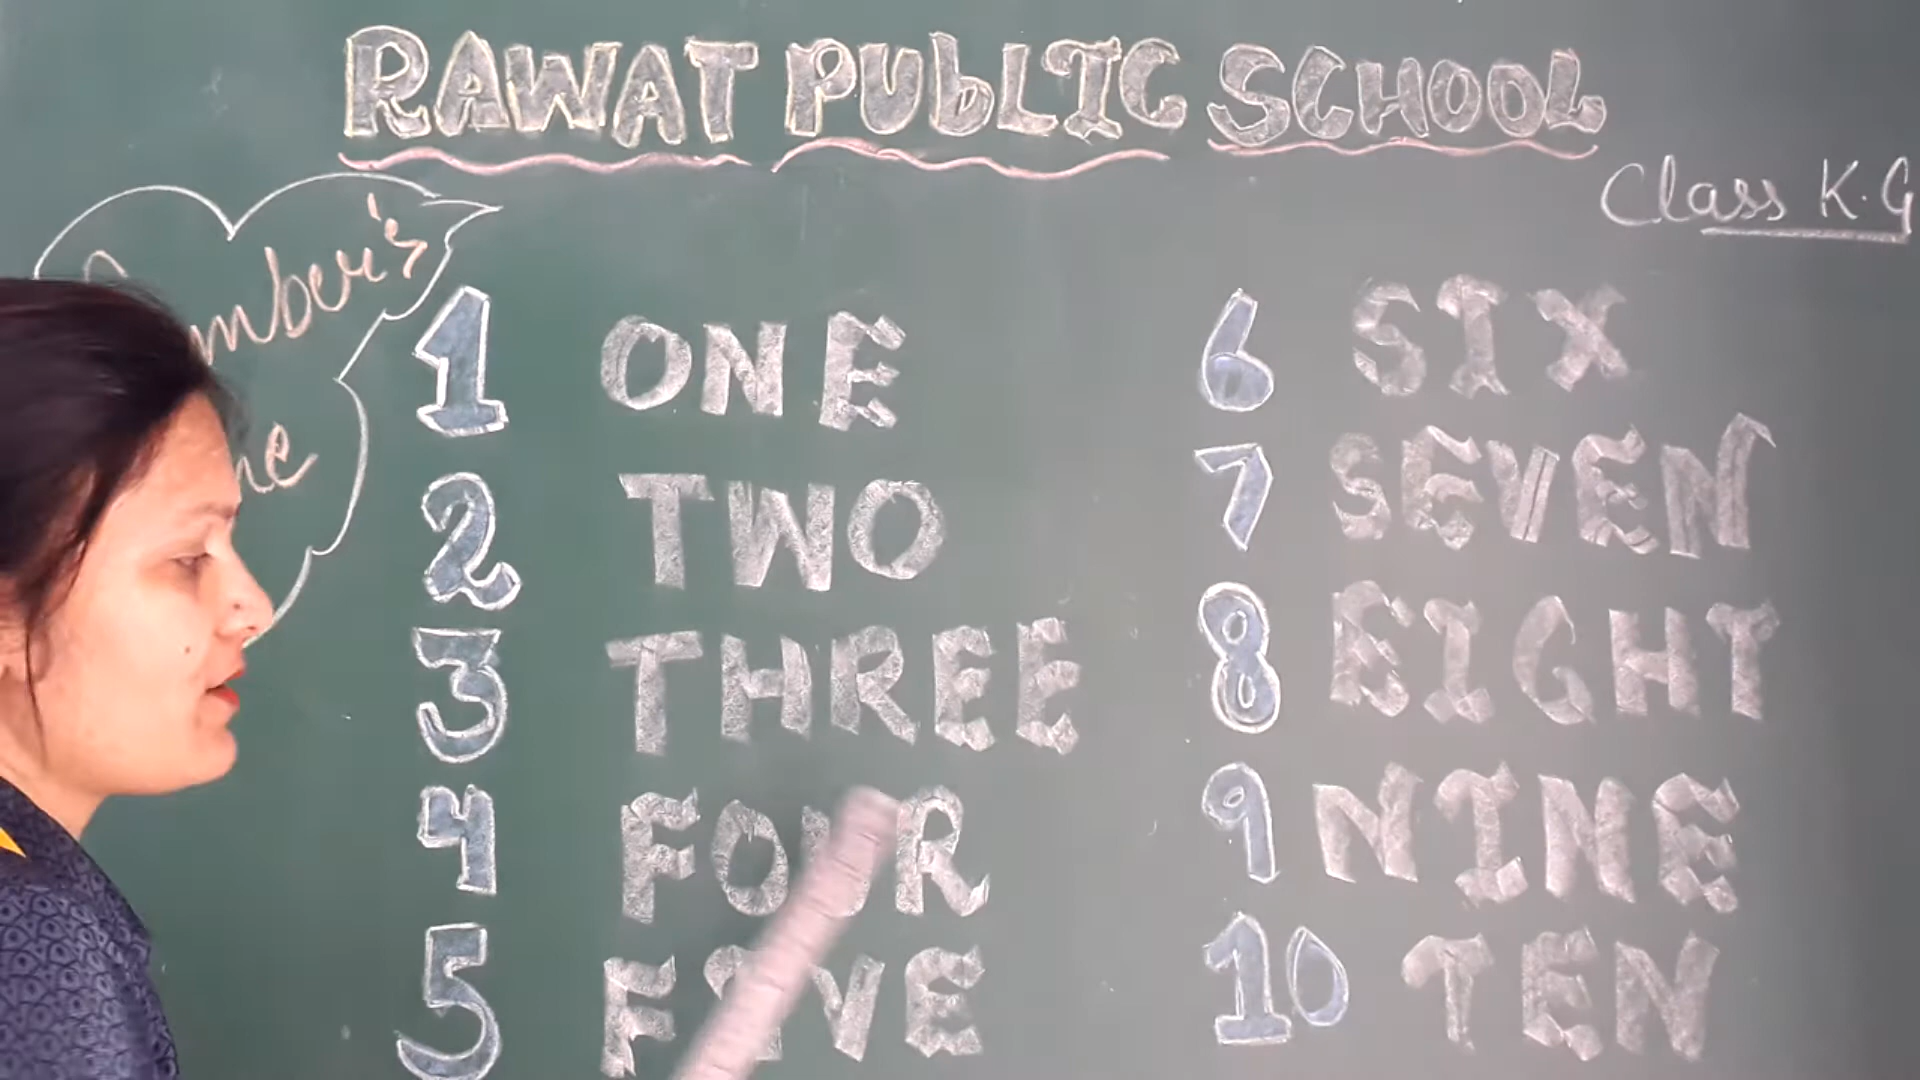 RAWAT PUBLIC SCHOOL
Class K.G
1 ONE
2 TWO
3 THREE
4 FOUR
5 FIVE
6 SIX
7 SEVEN
8 EIGHT
9 NINE
10 TEN